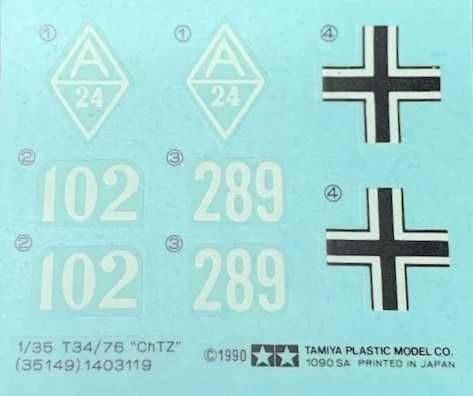 ① ① ④
A A
24 24
② ③
102 289
④
② ③
102 289
1/35 T34/76 "ChTZ"
(35149) 1403119
©1990 TAMIYA PLASTIC MODEL CO.
1090 SA PRINTED IN JAPAN